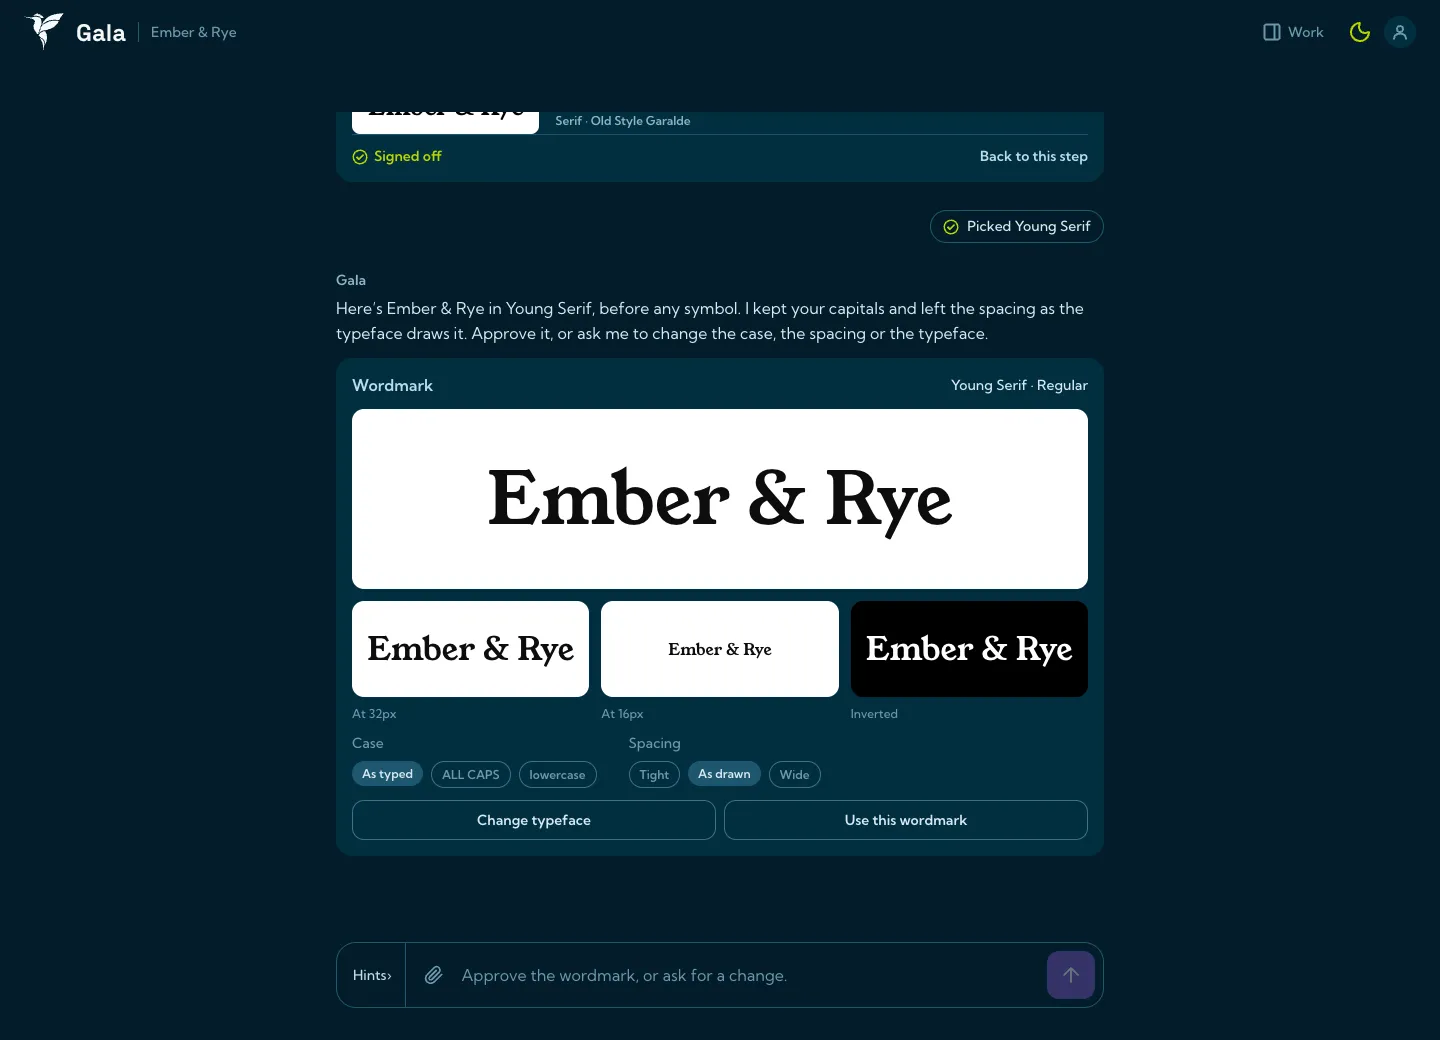 Gala
Ember & Rye
Work
Ember & Rye
Serif · Old Style Garalde
Signed off
Back to this step
Picked Young Serif
Gala
Here's Ember & Rye in Young Serif, before any symbol. I kept your capitals and left the spacing as the
typeface draws it. Approve it, or ask me to change the case, the spacing or the typeface.
Wordmark
Young Serif · Regular
Ember & Rye
Ember & Rye
Ember & Rye
Ember & Rye
At 32px
At 16px
Inverted
Case
Spacing
As typed
ALL CAPS
lowercase
Tight
As drawn
Wide
Change typeface
Use this wordmark
Hints›
Approve the wordmark, or ask for a change.